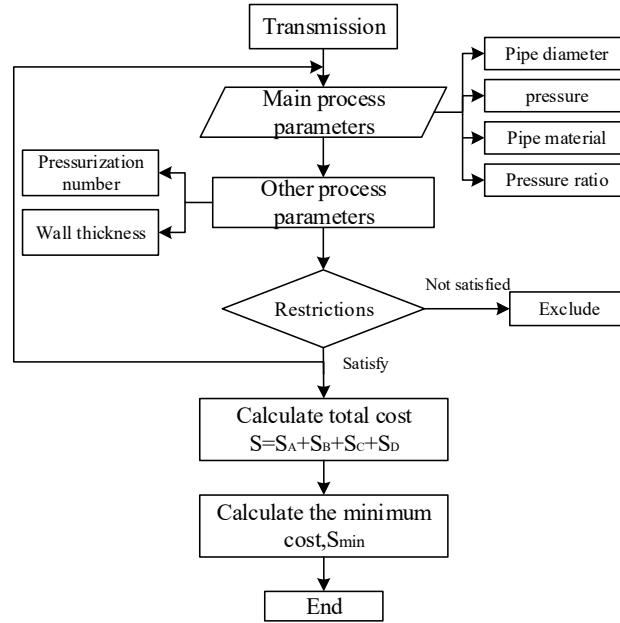 Transmission
Main process
parameters
Pipe diameter
pressure
Pipe material
Pressure ratio
Pressurization
number
Wall thickness
Other process
parameters
Restrictions
Not satisfied
Exclude
Satisfy
Calculate total cost
S=SA+SB+SC+SD
Calculate the minimum
cost,Smin
End